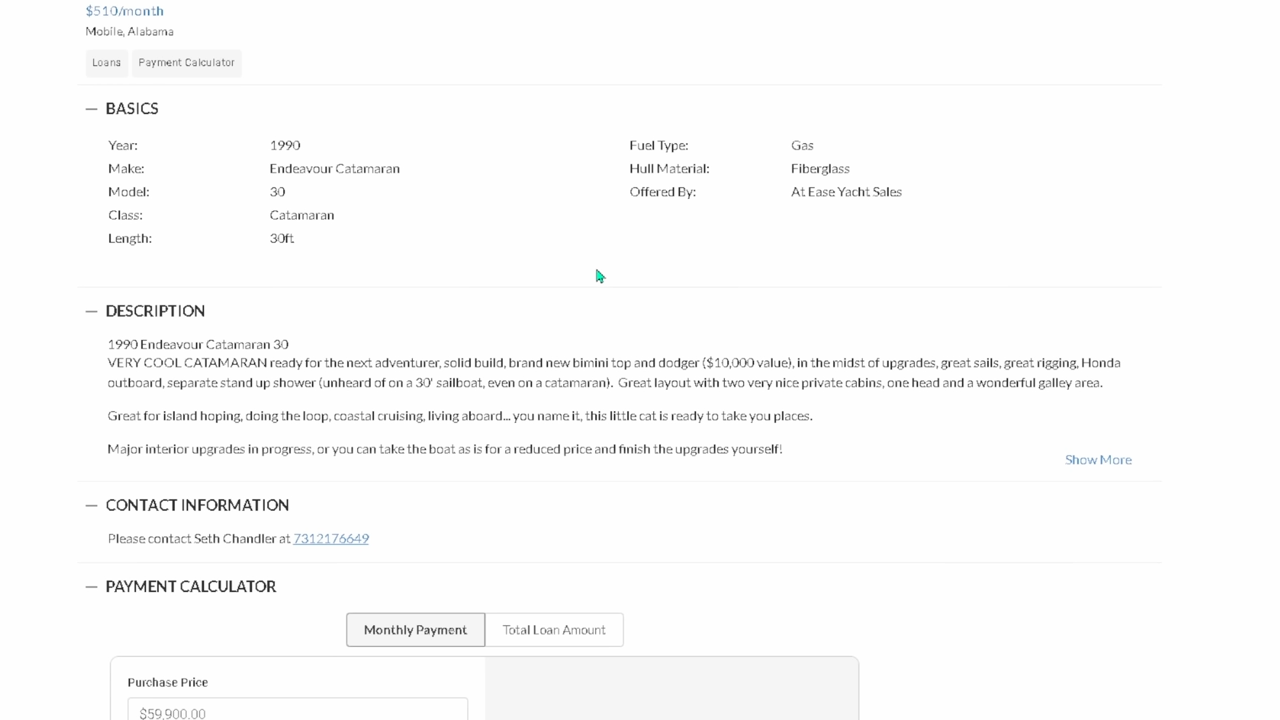 $510/month
Mobile, Alabama
Loans Payment Calculator
— BASICS
Year: 1990 Fuel Type: Gas
Make: Endeavour Catamaran Hull Material: Fiberglass
Model: 30 Offered By: At Ease Yacht Sales
Class: Catamaran
Length: 30ft
— DESCRIPTION
1990 Endeavour Catamaran 30
VERY COOL CATAMARAN ready for the next adventurer, solid build, brand new bimini top and dodger ($10,000 value), in the midst of upgrades, great sails, great rigging, Honda
outboard, separate stand up shower (unheard of on a 30' sailboat, even on a catamaran). Great layout with two very nice private cabins, one head and a wonderful galley area.
Great for island hoping, doing the loop, coastal cruising, living aboard... you name it, this little cat is ready to take you places.
Major interior upgrades in progress, or you can take the boat as is for a reduced price and finish the upgrades yourself!
Show More
— CONTACT INFORMATION
Please contact Seth Chandler at 7312176649
— PAYMENT CALCULATOR
Monthly Payment Total Loan Amount
Purchase Price
$59,900.00